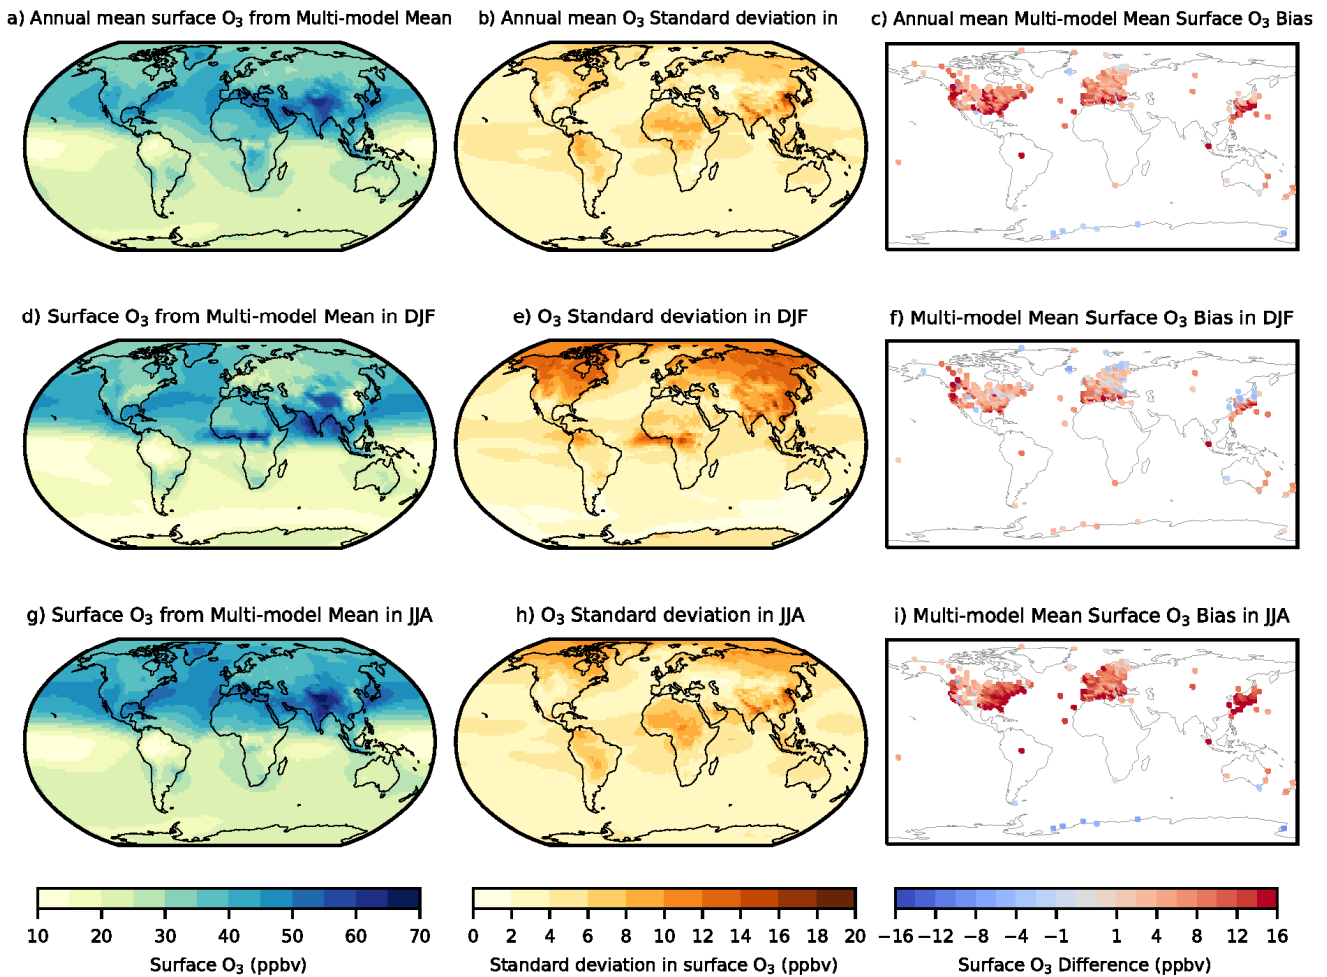 a) Annual mean surface O₃ from Multi-model Mean
b) Annual mean O₃ Standard deviation in
c) Annual mean Multi-model Mean Surface O₃ Bias
d) Surface O₃ from Multi-model Mean in DJF
e) O₃ Standard deviation in DJF
f) Multi-model Mean Surface O₃ Bias in DJF
g) Surface O₃ from Multi-model Mean in JJA
h) O₃ Standard deviation in JJA
i) Multi-model Mean Surface O₃ Bias in JJA
10 20 30 40 50 60 70
Surface O₃ (ppbv)
0 2 4 6 8 10 12 14 16 18 20
Standard deviation in surface O₃ (ppbv)
−16 −12 −8 −4 −1 1 4 8 12 16
Surface O₃ Difference (ppbv)